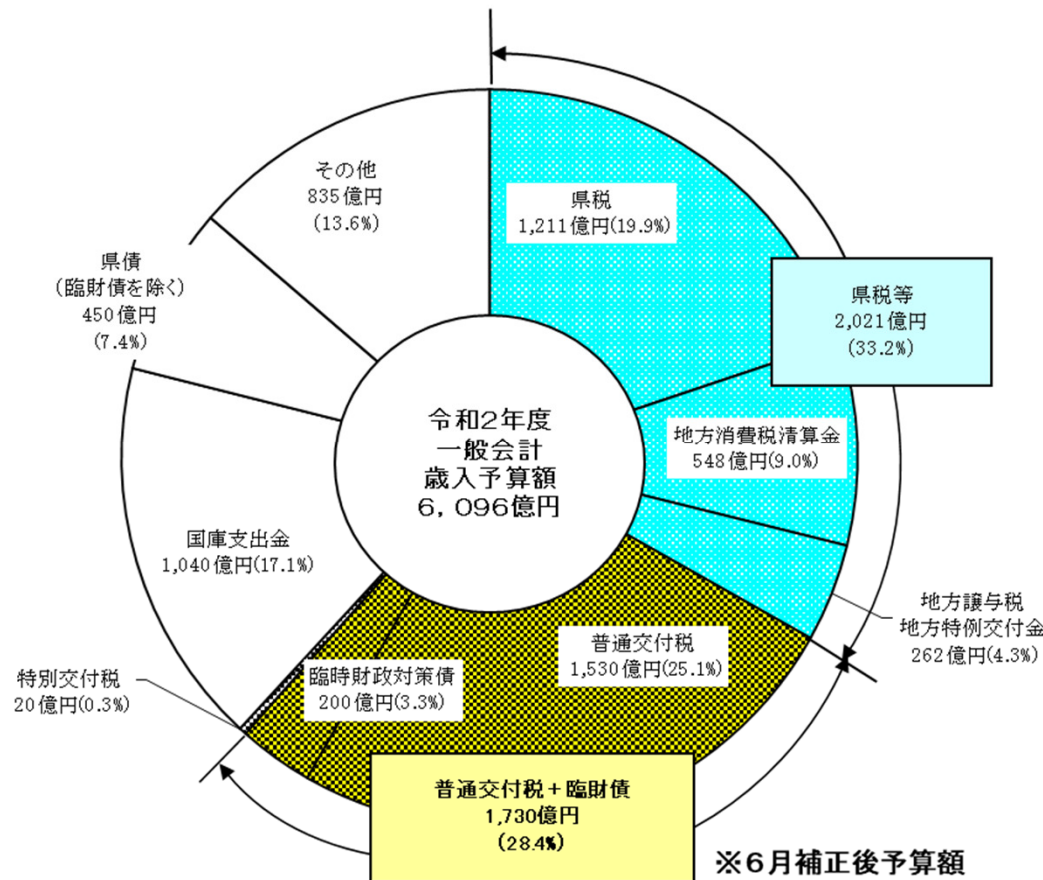 その他
835億円
(13.6%)
県税
1,211億円(19.9%)
県債
(臨財債を除く)
450億円
(7.4%)
県税等
2,021億円
(33.2%)
令和2年度
一般会計
歳入予算額
6,096億円
地方消費税清算金
548億円(9.0%)
国庫支出金
1,040億円(17.1%)
地方譲与税
地方特例交付金
262億円(4.3%)
普通交付税
1,530億円(25.1%)
特別交付税
20億円(0.3%)
臨時財政対策債
200億円(3.3%)
普通交付税+臨財債
1,730億円
(28.4%)
※6月補正後予算額